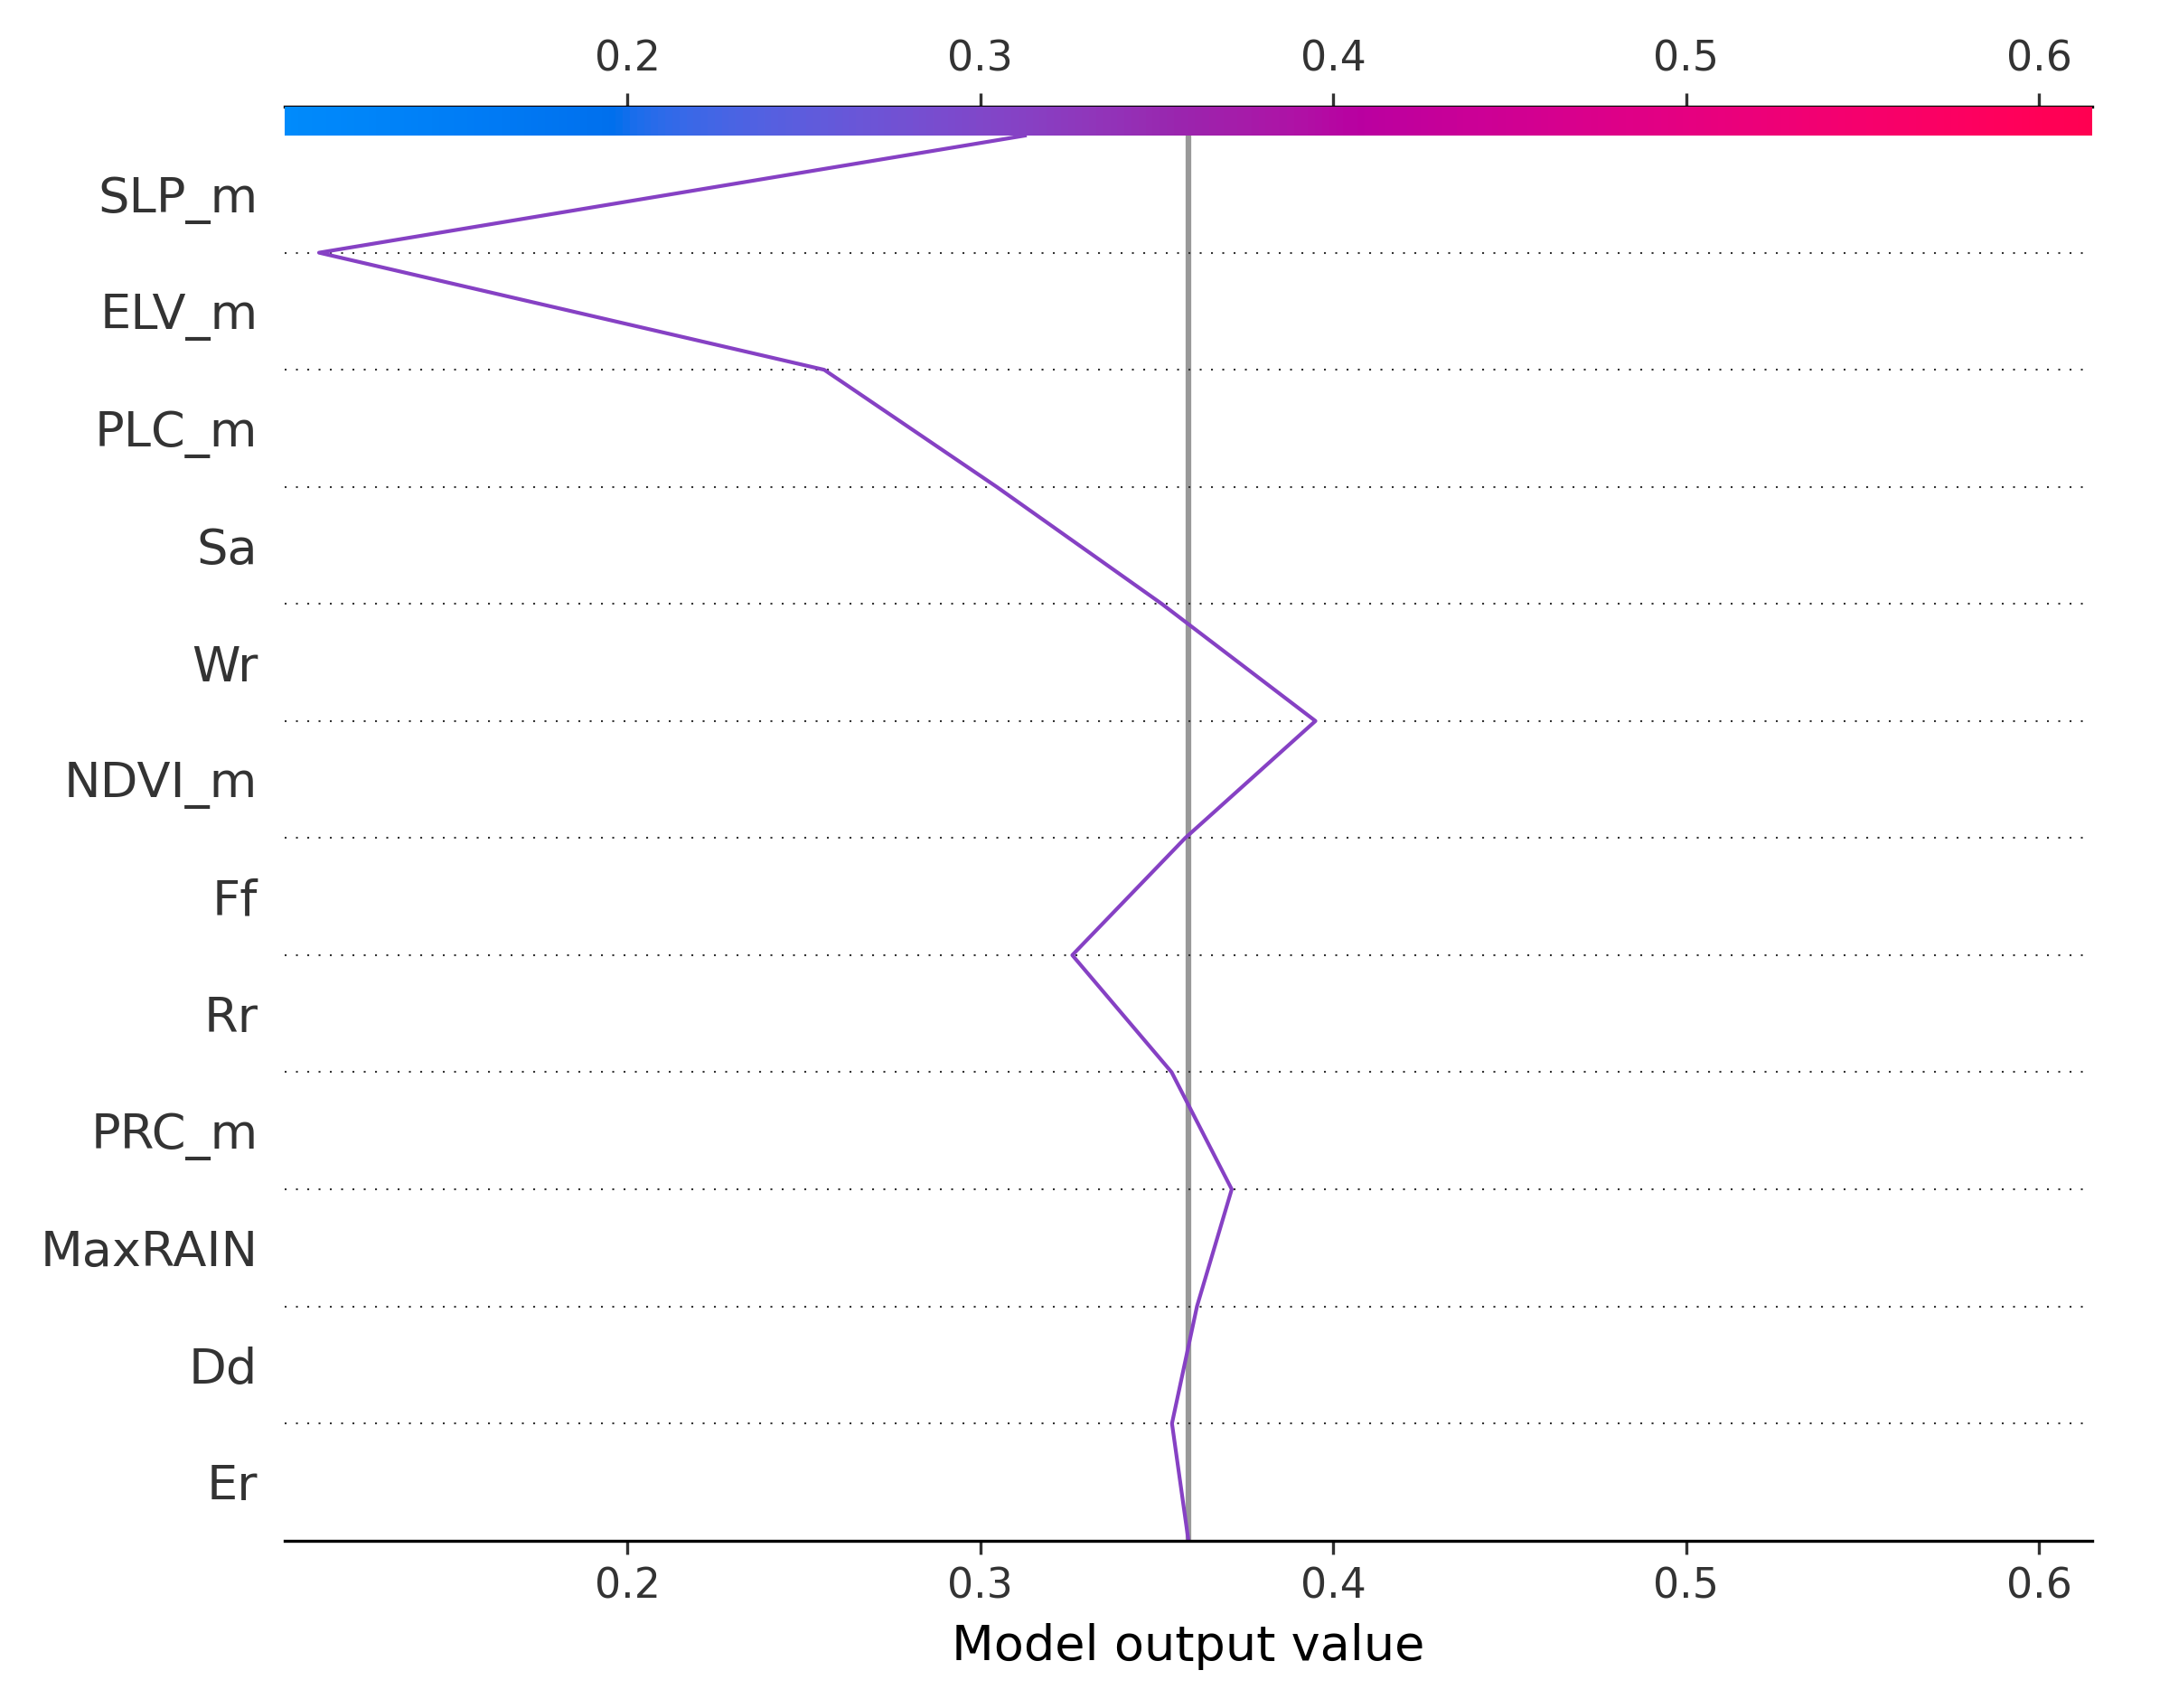 0.2 0.3 0.4 0.5 0.6
SLP_m
ELV_m
PLC_m
Sa
Wr
NDVI_m
Ff
Rr
PRC_m
MaxRAIN
Dd
Er
0.2 0.3 0.4 0.5 0.6
Model output value